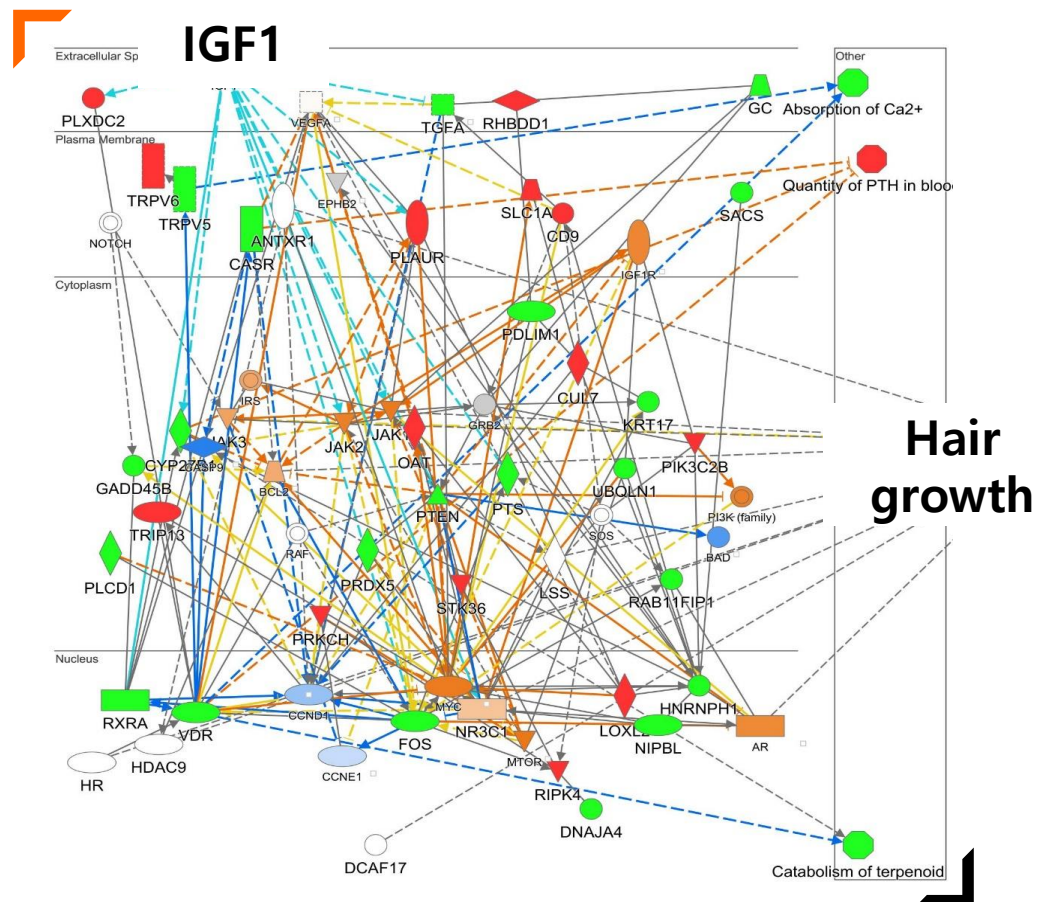 IGF1
Extracellular Sp
Other
PLXDC2
VEGFA
TGFA
RHBDD1
GC
Absorption of Ca2+
Plasma Membrane
TRPV6
TRPV5
EPHB2
Quantity of PTH in bloo
NOTCH
CASR
ANTXR1
PLAUR
SLC1A
CD9
SACS
IGF1R
Cytoplasm
PDLIM1
IRS
CUL7
JAK3
JAK2
JAK1
GRB2
KRT17
Hair
growth
CASP9
OAT
PIK3C2B
GADD45B
BCL2
PTEN
PTS
UBQLN1
PI3K (family)
TRIP13
RAF
SOS
BAD
PLCD1
PRDX5
STK36
LSS
RAB11FIP1
PRKCH
Nucleus
RXRA
VDR
CCND1
MYC
FOS
NR3C1
HNRNPH1
NIPBL
AR
HR
HDAC9
CCNE1
MTOR
RIPK4
DNAJA4
DCAF17
Catabolism of terpenoid